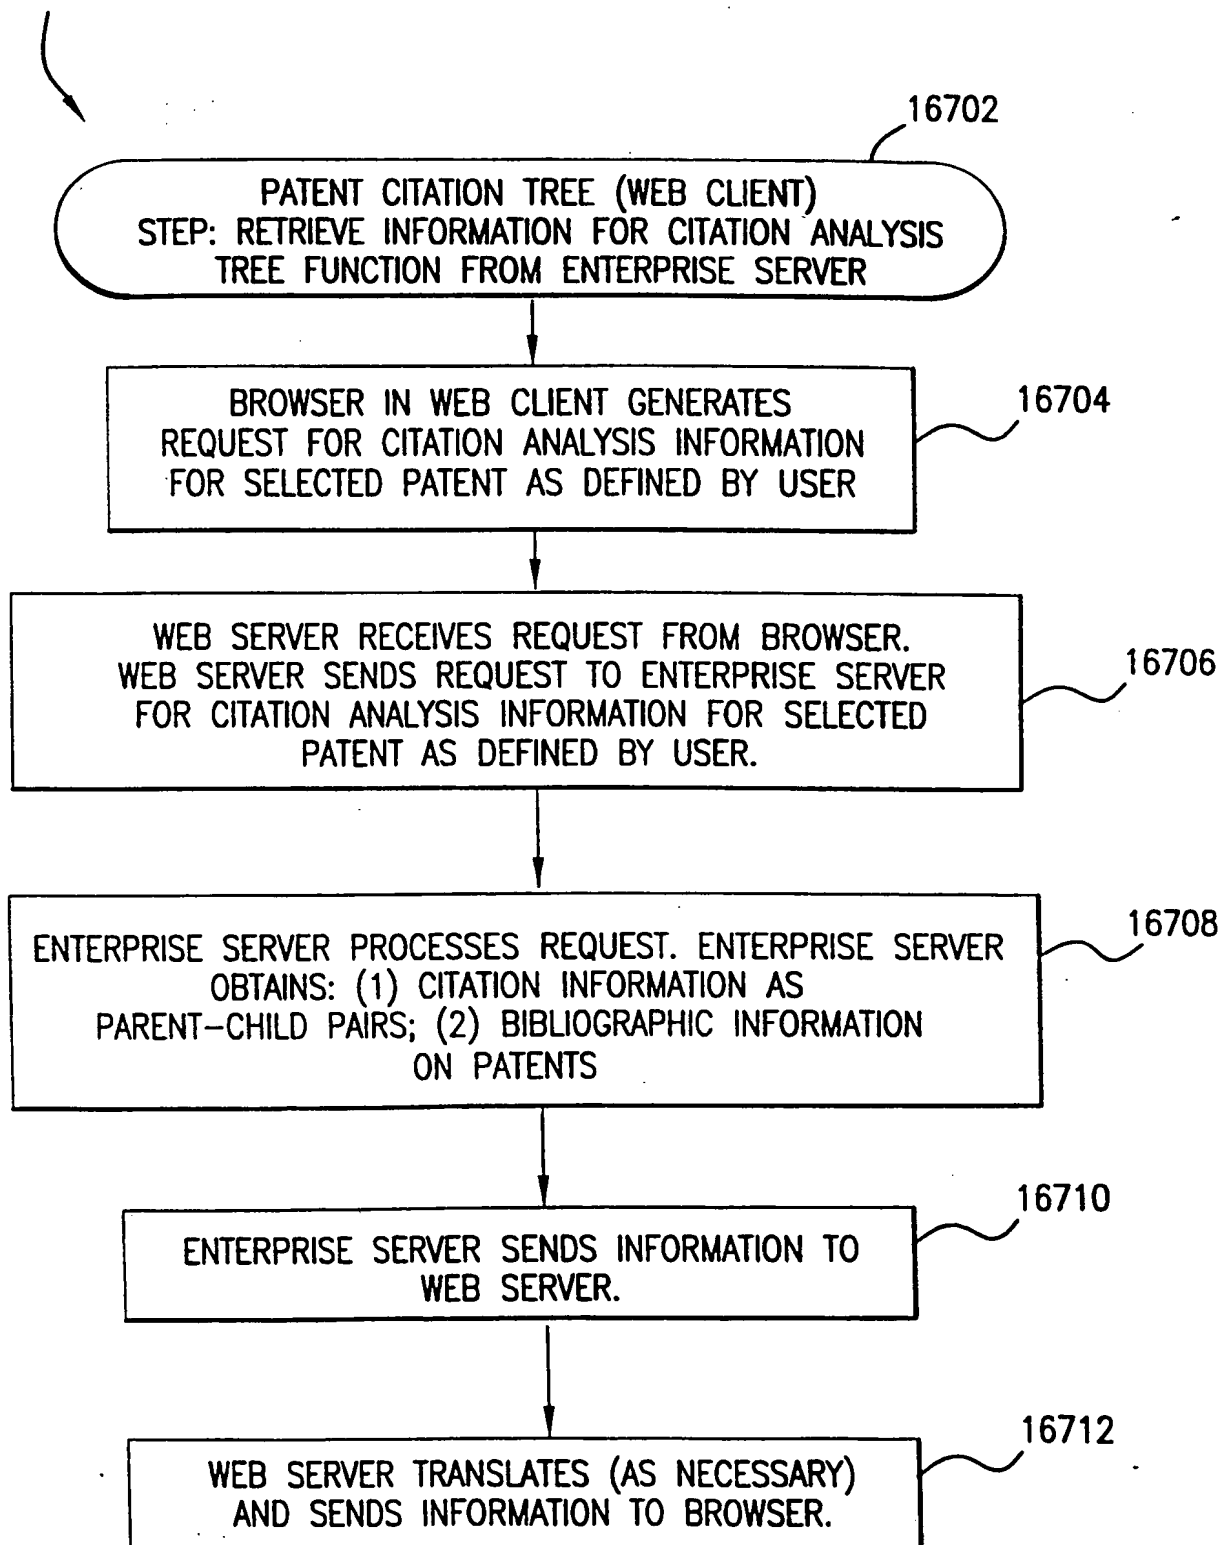 16702
PATENT CITATION TREE (WEB CLIENT)
STEP: RETRIEVE INFORMATION FOR CITATION ANALYSIS
TREE FUNCTION FROM ENTERPRISE SERVER
16704
BROWSER IN WEB CLIENT GENERATES
REQUEST FOR CITATION ANALYSIS INFORMATION
FOR SELECTED PATENT AS DEFINED BY USER
16706
WEB SERVER RECEIVES REQUEST FROM BROWSER.
WEB SERVER SENDS REQUEST TO ENTERPRISE SERVER
FOR CITATION ANALYSIS INFORMATION FOR SELECTED
PATENT AS DEFINED BY USER.
16708
ENTERPRISE SERVER PROCESSES REQUEST. ENTERPRISE SERVER
OBTAINS: (1) CITATION INFORMATION AS
PARENT-CHILD PAIRS; (2) BIBLIOGRAPHIC INFORMATION
ON PATENTS
16710
ENTERPRISE SERVER SENDS INFORMATION TO
WEB SERVER.
16712
WEB SERVER TRANSLATES (AS NECESSARY)
AND SENDS INFORMATION TO BROWSER.